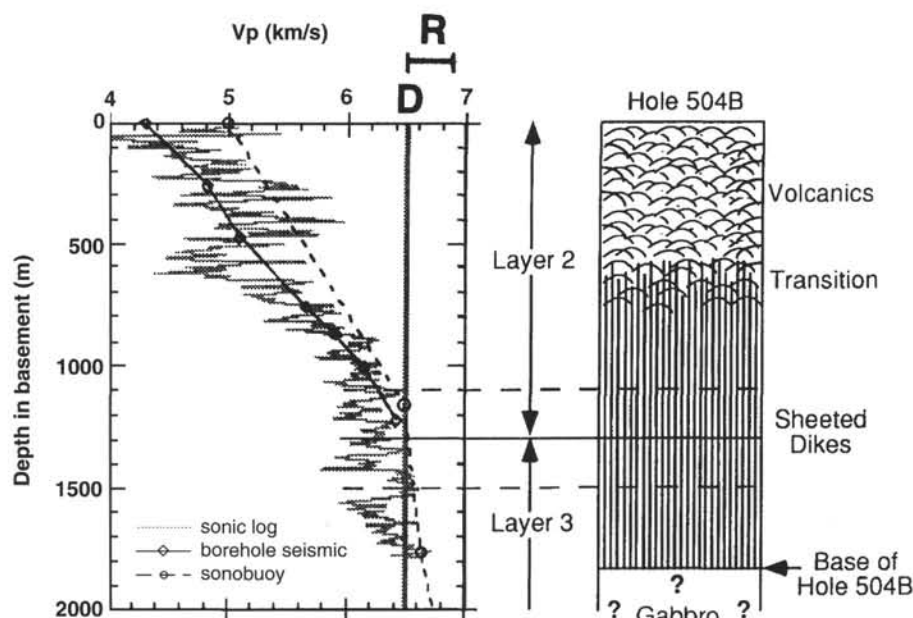 Vp (km/s)
R
D
4 5 6 7
Hole 504B
0
500
1000
1500
2000
Depth in basement (m)
sonic log
borehole seismic
sonobuoy
Layer 2
Layer 3
Volcanics
Transition
Sheeted
Dikes
Base of
Hole 504B
?
? Gabbro ?